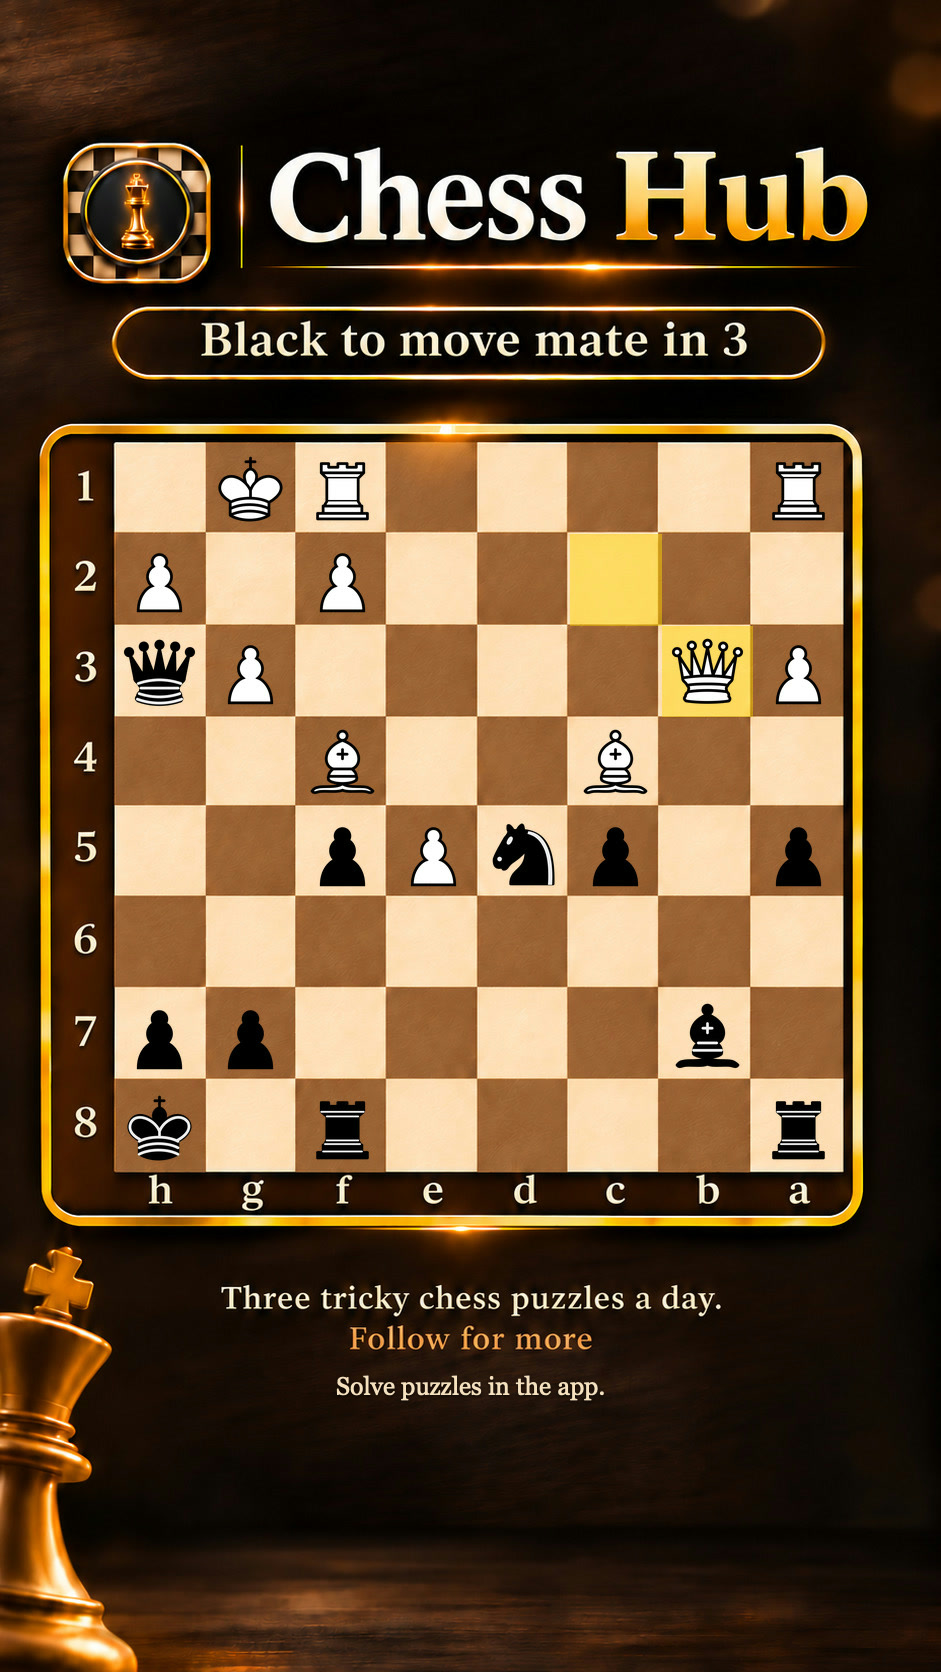 Chess Hub
Black to move mate in 3
1
2
3
4
5
6
7
8
h g f e d c b a
Three tricky chess puzzles a day.
Follow for more
Solve puzzles in the app.